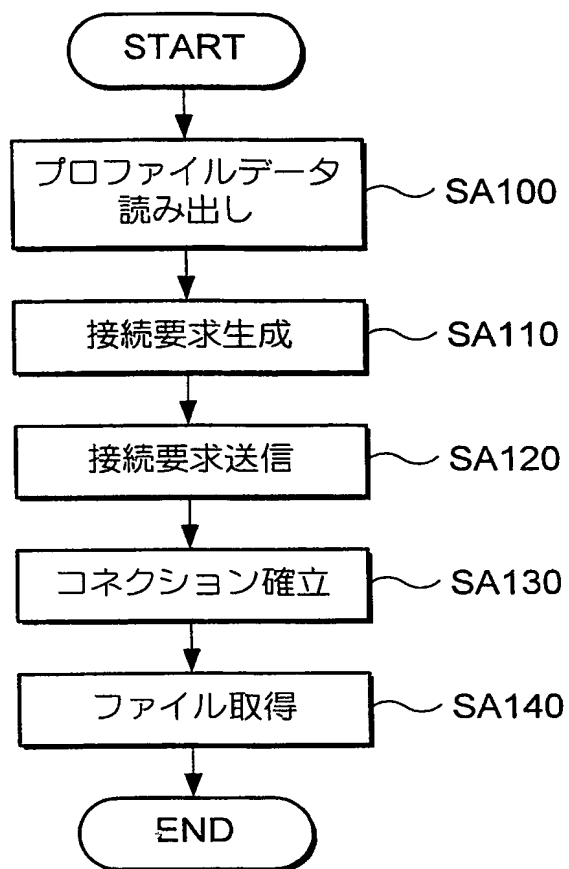 START
プロファイルデータ
読み出し
SA100
接続要求生成
SA110
接続要求送信
SA120
コネクション確立
SA130
ファイル取得
SA140
END